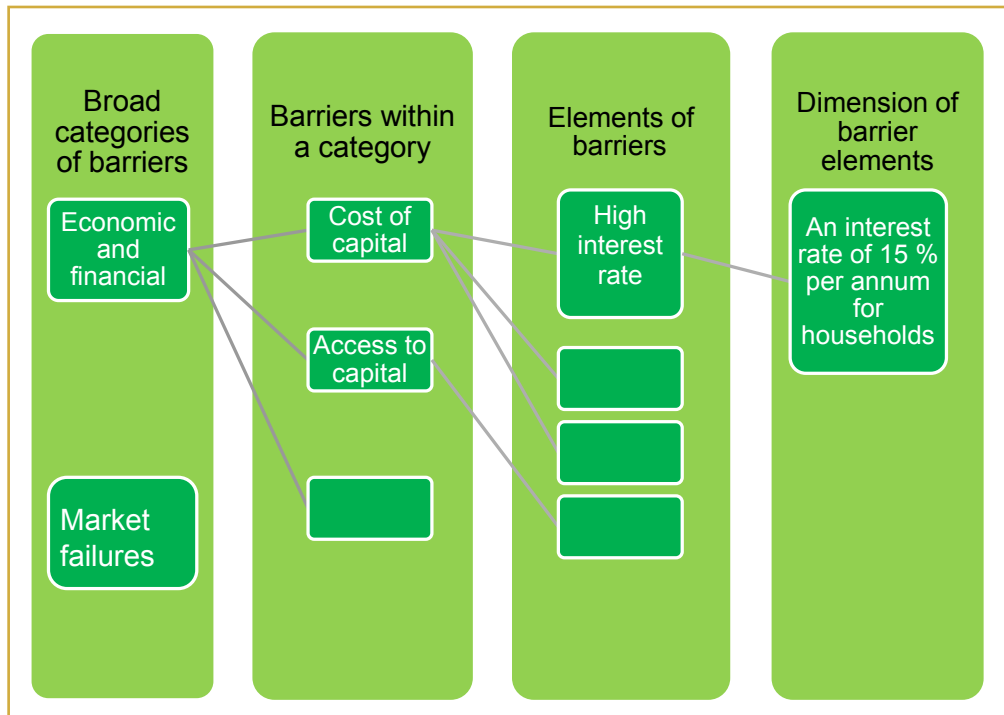 Broad
categories
of barriers
Economic
and
financial
Market
failures
Barriers within
a category
Cost of
capital
Access to
capital
Elements of
barriers
High
interest
rate
Dimension of
barrier
elements
An interest
rate of 15 %
per annum
for
households